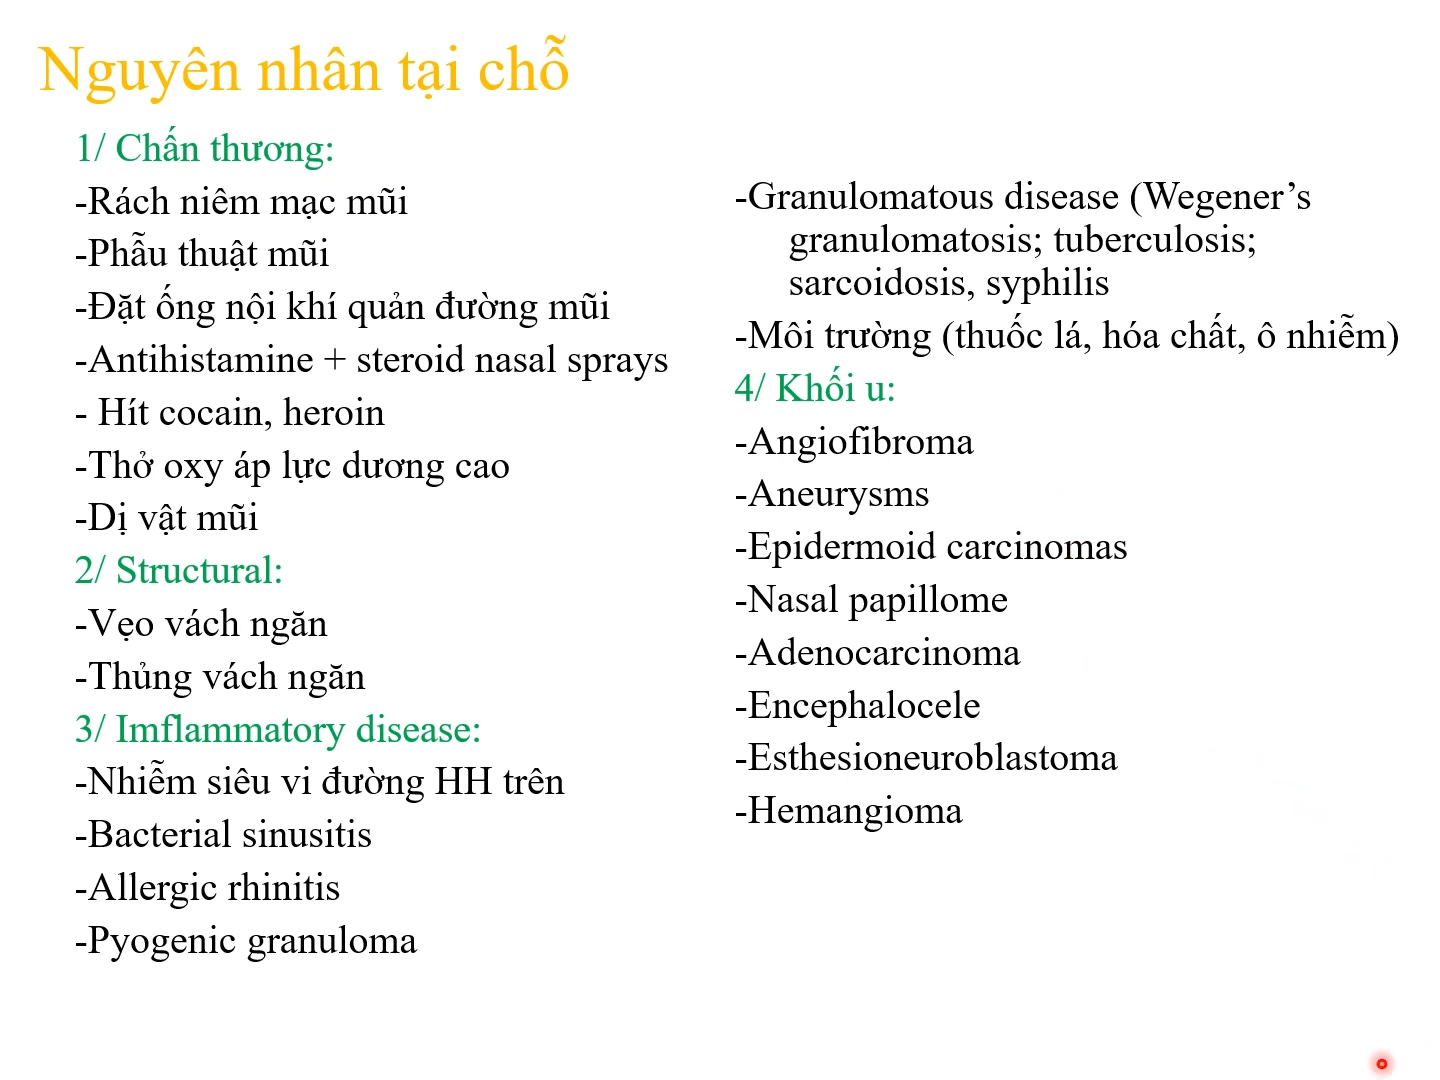 Nguyên nhân tại chỗ
1/ Chấn thương:
-Rách niêm mạc mũi
-Phẫu thuật mũi
-Đặt ống nội khí quản đường mũi
-Antihistamine + steroid nasal sprays
- Hít cocain, heroin
-Thở oxy áp lực dương cao
-Dị vật mũi
2/ Structural:
-Vẹo vách ngăn
-Thủng vách ngăn
3/ Imflammatory disease:
-Nhiễm siêu vi đường HH trên
-Bacterial sinusitis
-Allergic rhinitis
-Pyogenic granuloma
-Granulomatous disease (Wegener’s
granulomatosis; tuberculosis;
sarcoidosis, syphilis
-Môi trường (thuốc lá, hóa chất, ô nhiễm)
4/ Khối u:
-Angiofibroma
-Aneurysms
-Epidermoid carcinomas
-Nasal papillome
-Adenocarcinoma
-Encephalocele
-Esthesioneuroblastoma
-Hemangioma